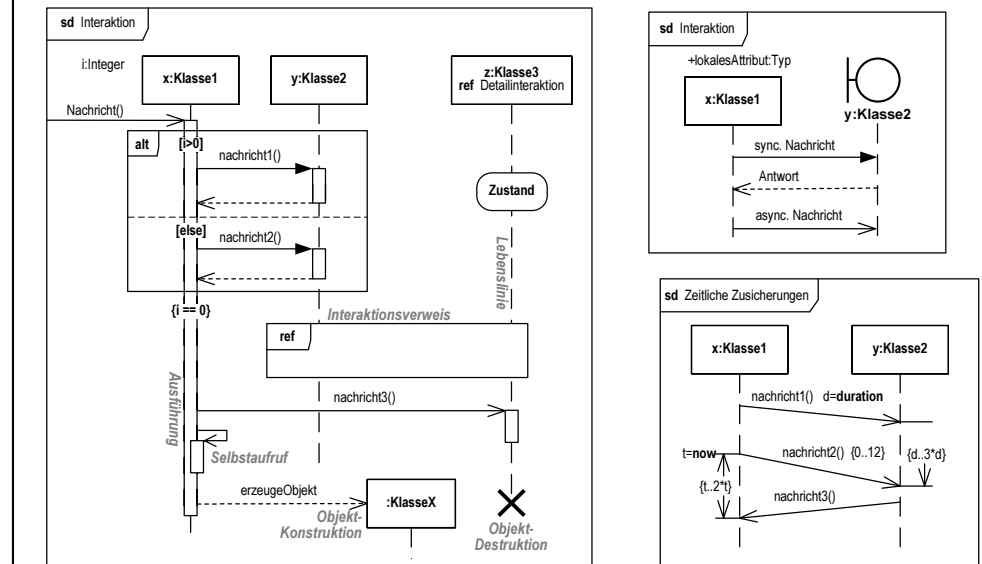 sd Interaktion
i:Integer
x:Klasse1
y:Klasse2
z:Klasse3
ref Detailinteraktion
Nachricht()
alt
[i>0]
nachricht1()
Zustand
[else]
nachricht2()
Lebenslinie
{i == 0}
Interaktionsverweis
ref
Ausführung
nachricht3()
Selbstaufruf
erzeugeObjekt
:KlasseX
Objekt-
Konstruktion
Objekt-
Destruktion
sd Interaktion
+lokalesAttribut:Typ
x:Klasse1
y:Klasse2
sync. Nachricht
Antwort
async. Nachricht
sd Zeitliche Zusicherungen
x:Klasse1
y:Klasse2
nachricht1() d=duration
t=now
nachricht2() {0..12}
{d..3*d}
{t..2*t}
nachricht3()